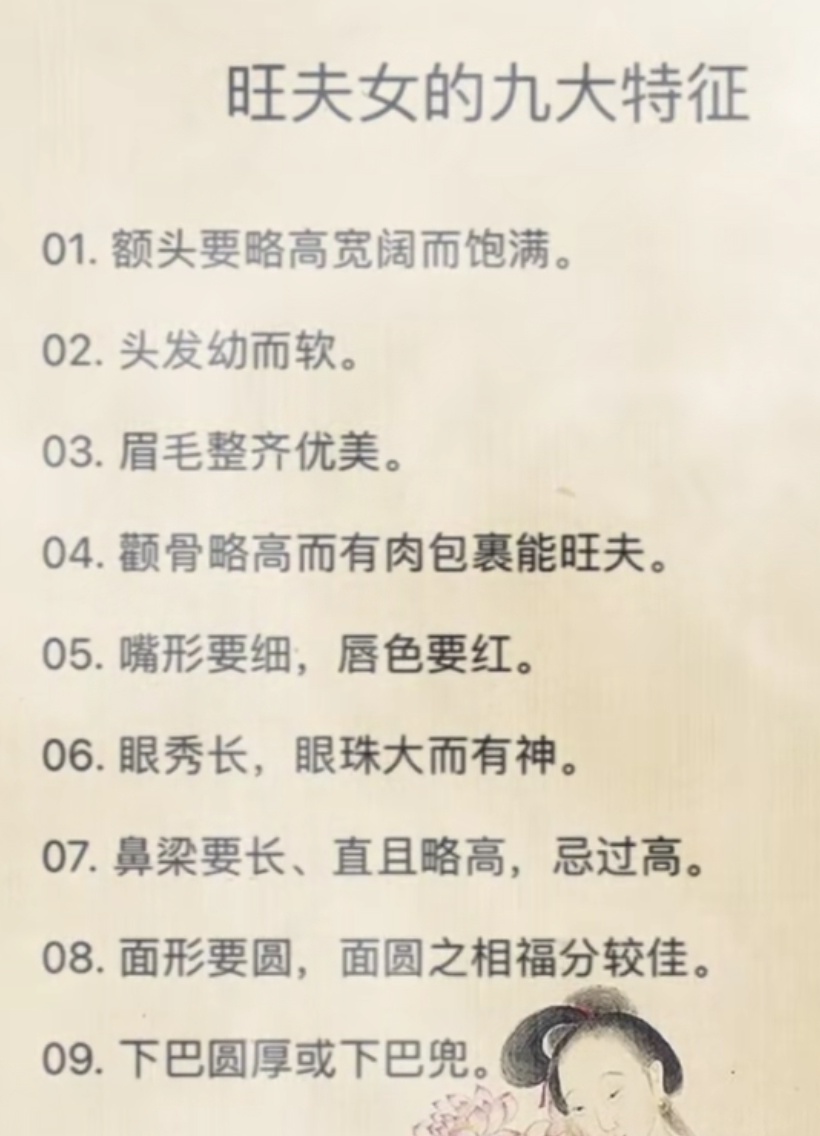 旺夫女的九大特征
01. 额头要略高宽阔而饱满。
02. 头发幼而软。
03. 眉毛整齐优美。
04. 颧骨略高而有肉包裹能旺夫。
05. 嘴形要细，唇色要红。
06. 眼秀长，眼珠大而有神。
07. 鼻梁要长、直且略高，忌过高。
08. 面形要圆，面圆之相福分较佳。
09. 下巴圆厚或下巴兜。